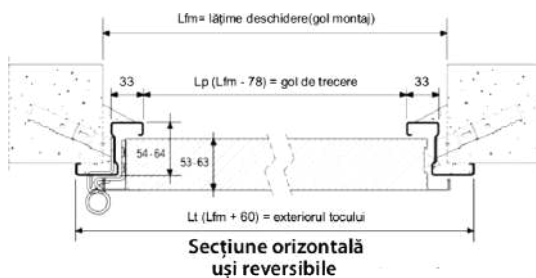 Lfm= lățime deschidere(gol montaj)
33 Lp (Lfm - 78) = gol de trecere 33
54-64
53-63
Lt (Lfm + 60) = exteriorul tocului
Secțiune orizontală
uși reversibile